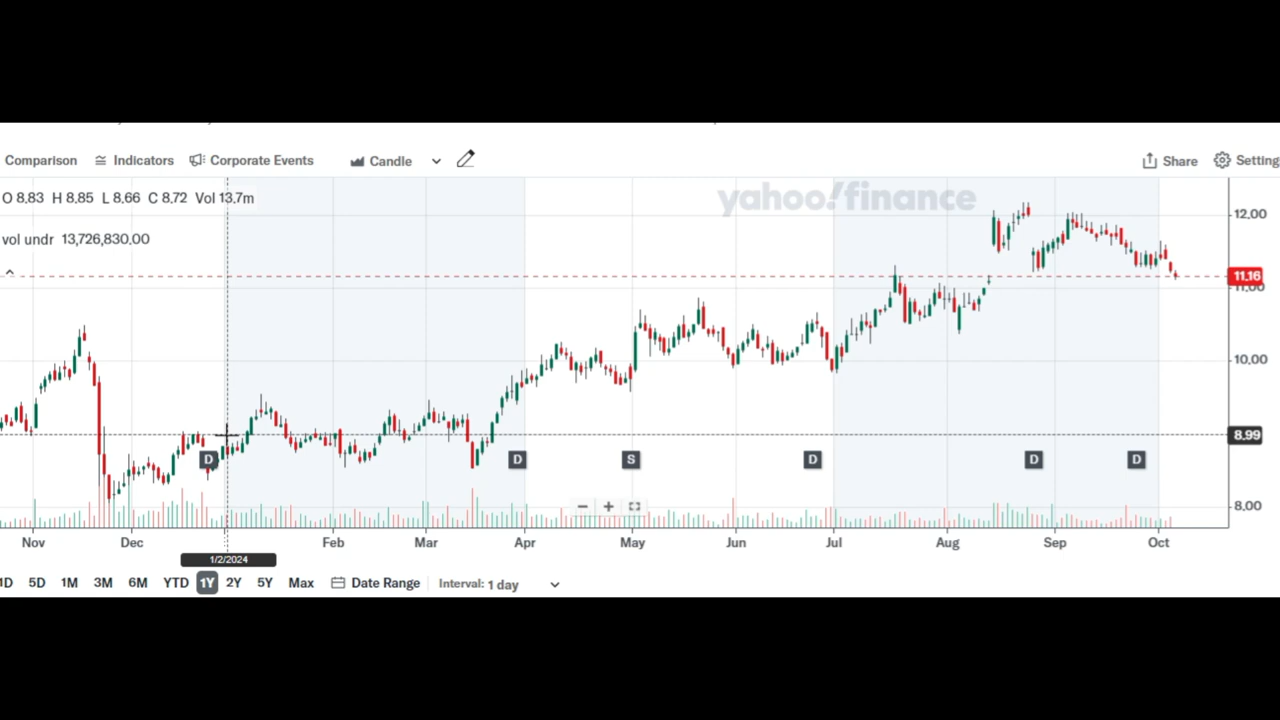 Comparison Indicators Corporate Events Candle Share Setting
O 8.83 H 8.85 L 8.66 C 8.72 Vol 13.7m
yahoo!finance
12.00
vol undr 13,726,830.00
11.16
11.00
10.00
8.99
D D S D D D
8.00
Nov Dec Feb Mar Apr May Jun Jul Aug Sep Oct
1/2/2024
1D 5D 1M 3M 6M YTD 1Y 2Y 5Y Max Date Range Interval: 1 day